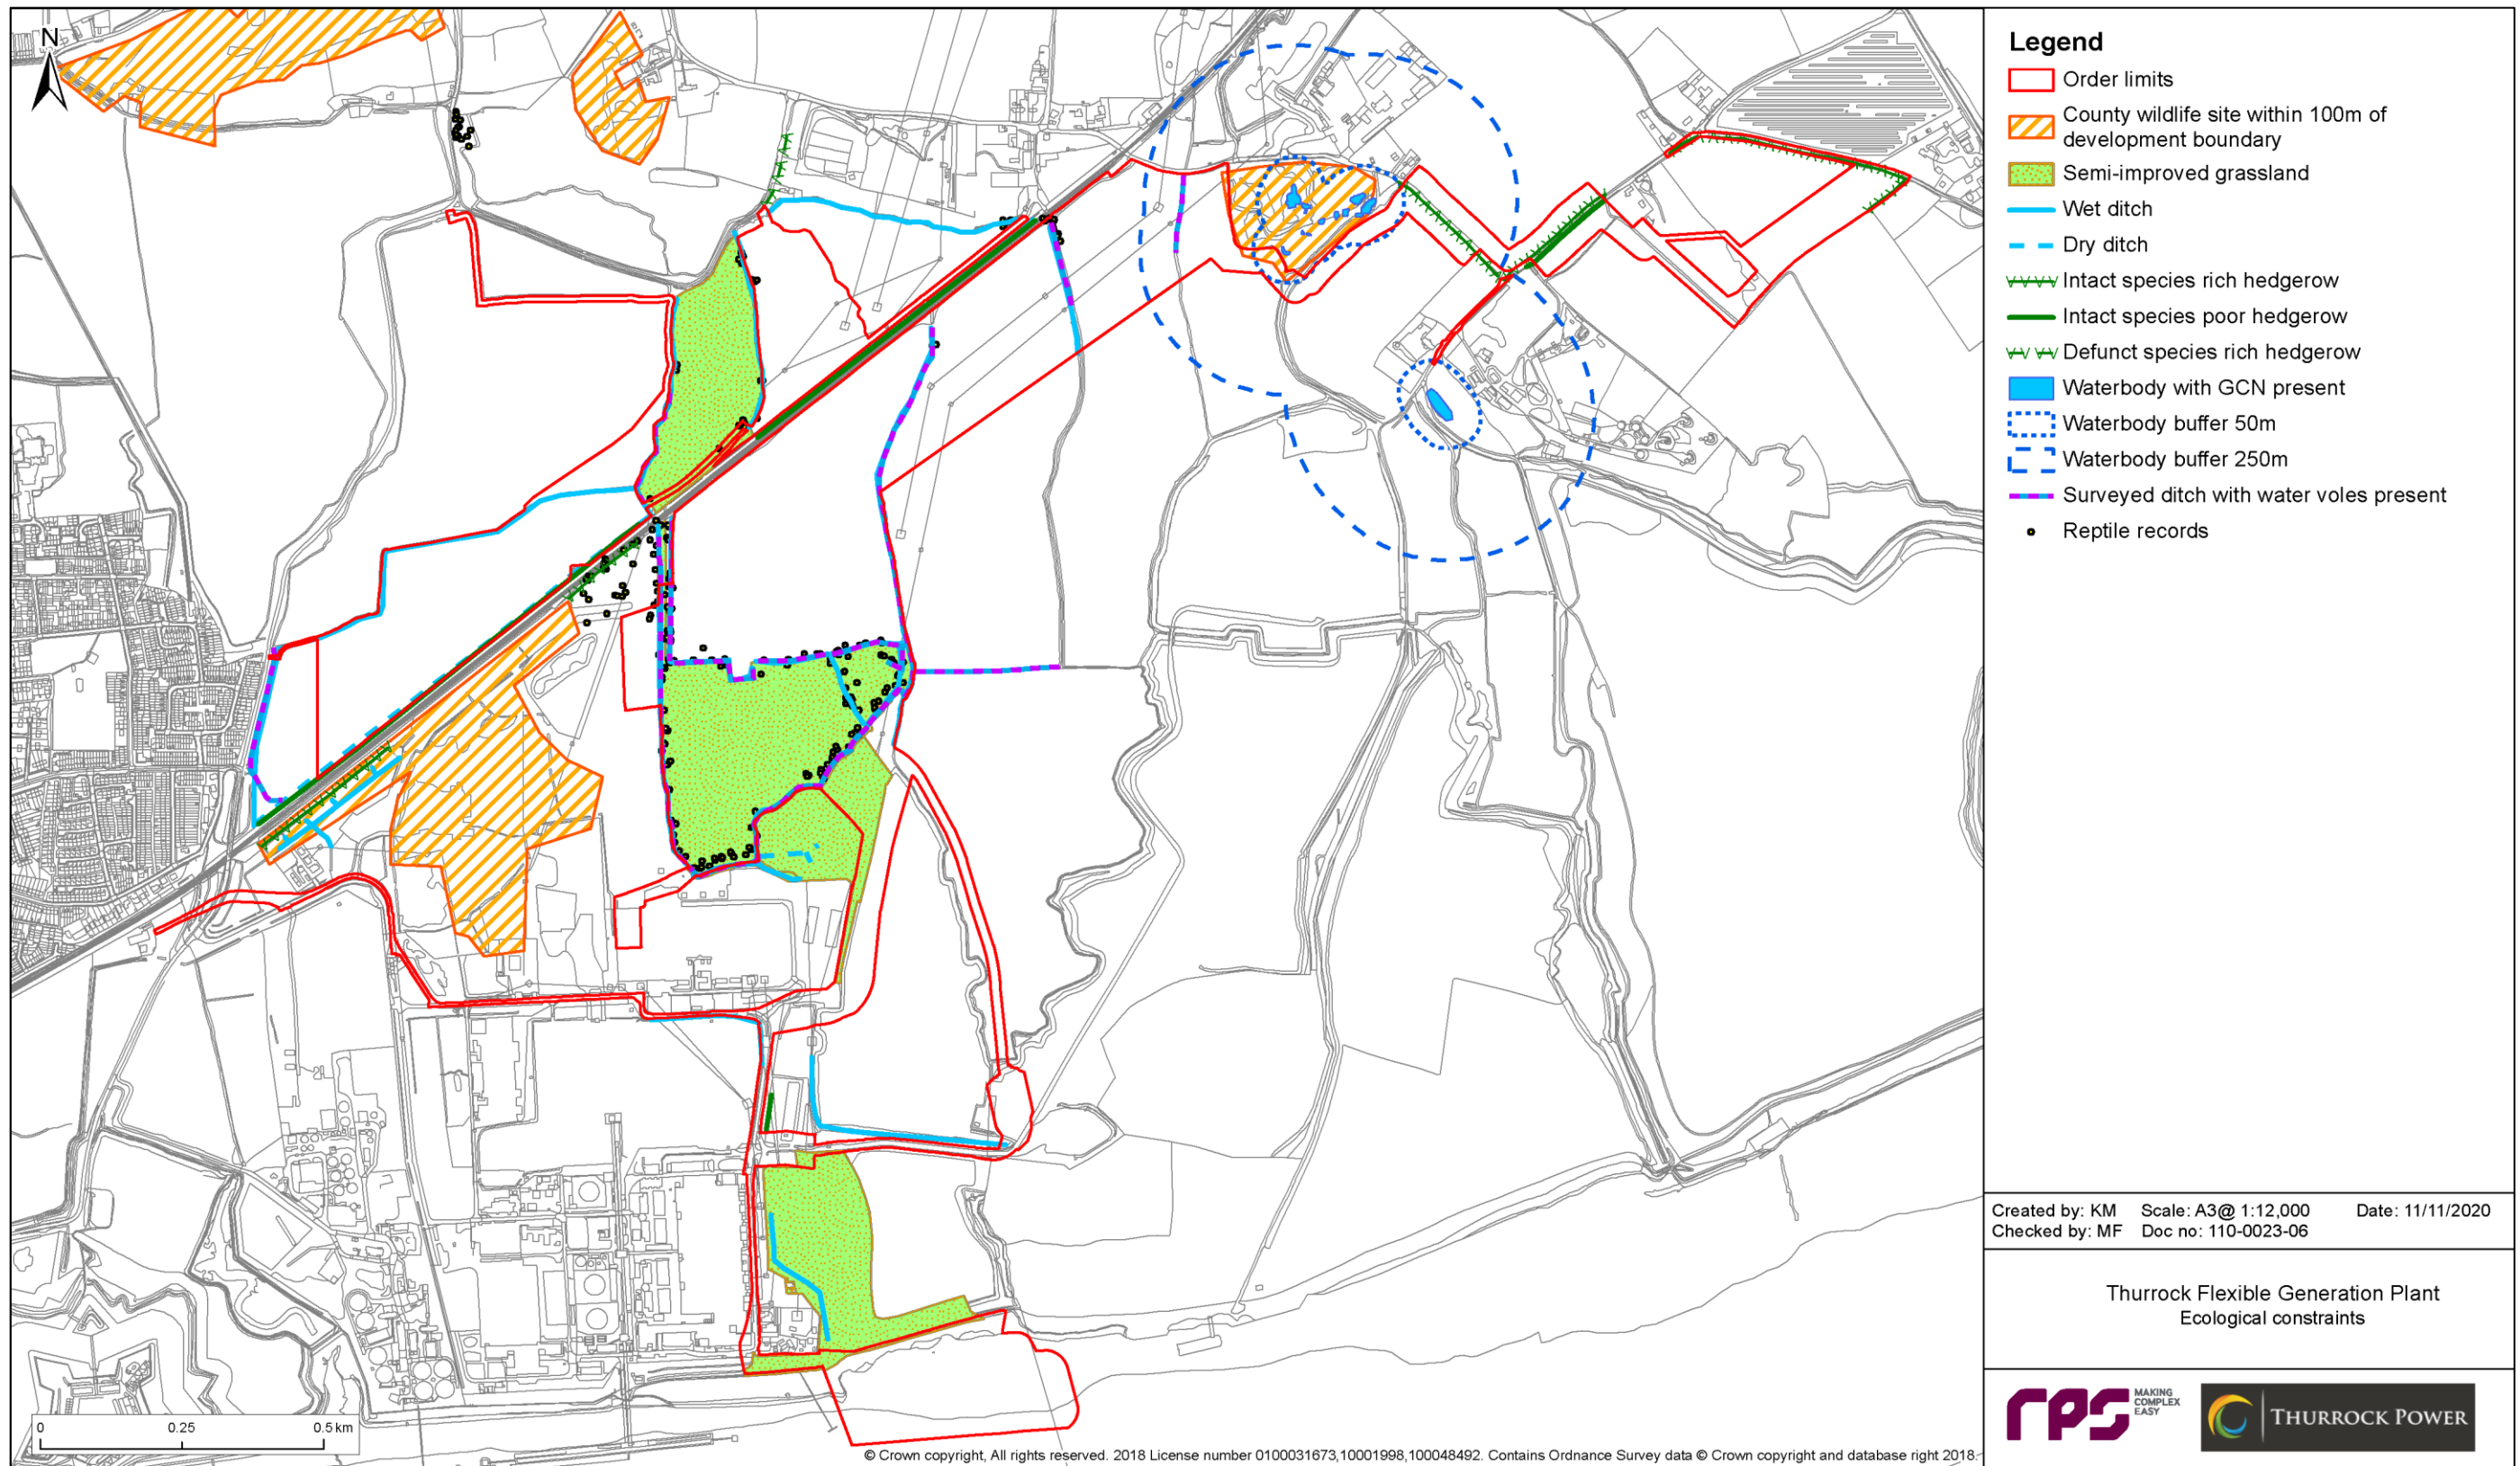 N
Legend
Order limits
County wildlife site within 100m of
development boundary
Semi-improved grassland
Wet ditch
Dry ditch
Intact species rich hedgerow
Intact species poor hedgerow
Defunct species rich hedgerow
Waterbody with GCN present
Waterbody buffer 50m
Waterbody buffer 250m
Surveyed ditch with water voles present
Reptile records
Created by: KM Scale: A3@ 1:12,000 Date: 11/11/2020
Checked by: MF Doc no: 110-0023-06
Thurrock Flexible Generation Plant
Ecological constraints
rps MAKING
COMPLEX
EASY
THURROCK POWER
0 0.25 0.5 km
© Crown copyright, All rights reserved. 2018 License number 0100031673,10001998,100048492. Contains Ordnance Survey data © Crown copyright and database right 2018.